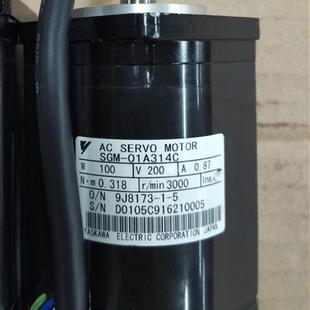 AC SERVO MOTOR
SGM-01A314C
W 100 V 200 A 0.87
N·m 0.318 r/min 3000 Ins.
O/N 9J8173-1-5
S/N D0105C916210005
YASKAWA ELECTRIC CORPORATION JAPAN